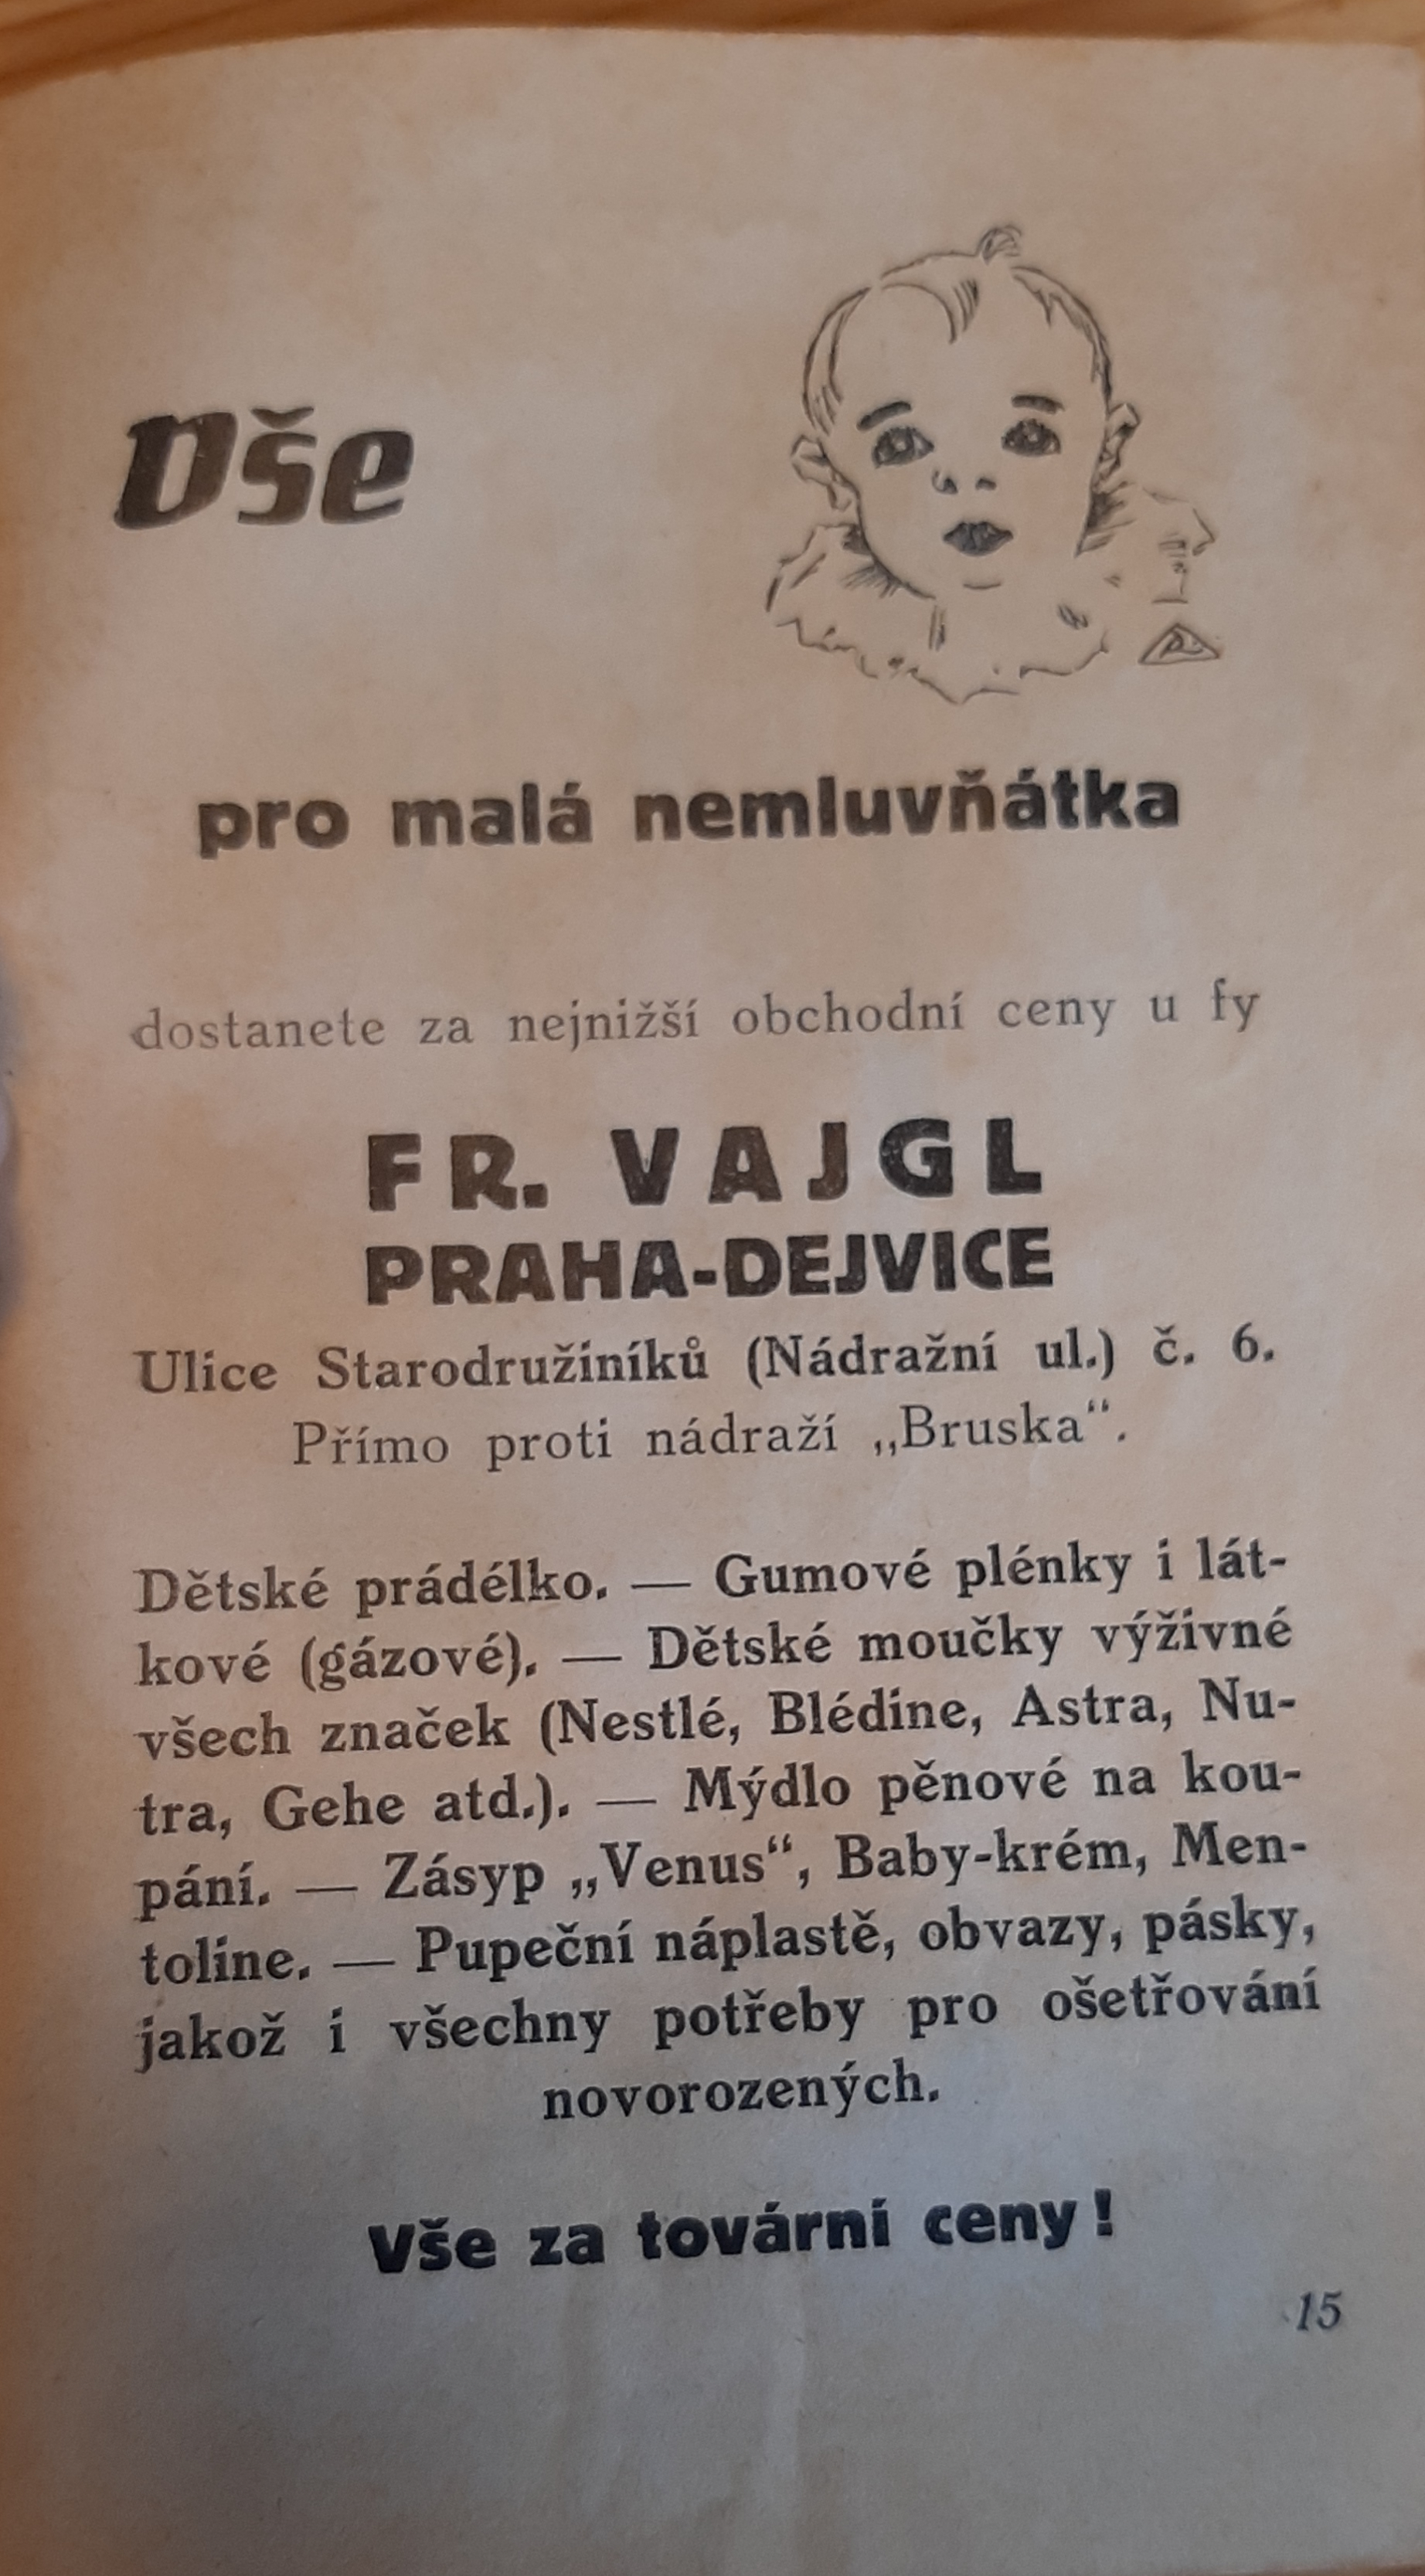 Vše
pro malá nemluvňátka
dostanete za nejnižší obchodní ceny u fy
FR. VAJGL
PRAHA-DEJVICE
Ulice Starodružiníků (Nádražní ul.) č. 6.
Přímo proti nádraží „Bruska“.
Dětské prádélko. — Gumové plénky i lát-
kové (gázové). — Dětské moučky výživné
všech značek (Nestlé, Blédine, Astra, Nu-
tra, Gehe atd.). — Mýdlo pěnové na kou-
pání. — Zásyp „Venus“, Baby-krém, Men-
toline. — Pupeční náplastě, obvazy, pásky,
jakož i všechny potřeby pro ošetřování
novorozených.
Vše za tovární ceny!
15